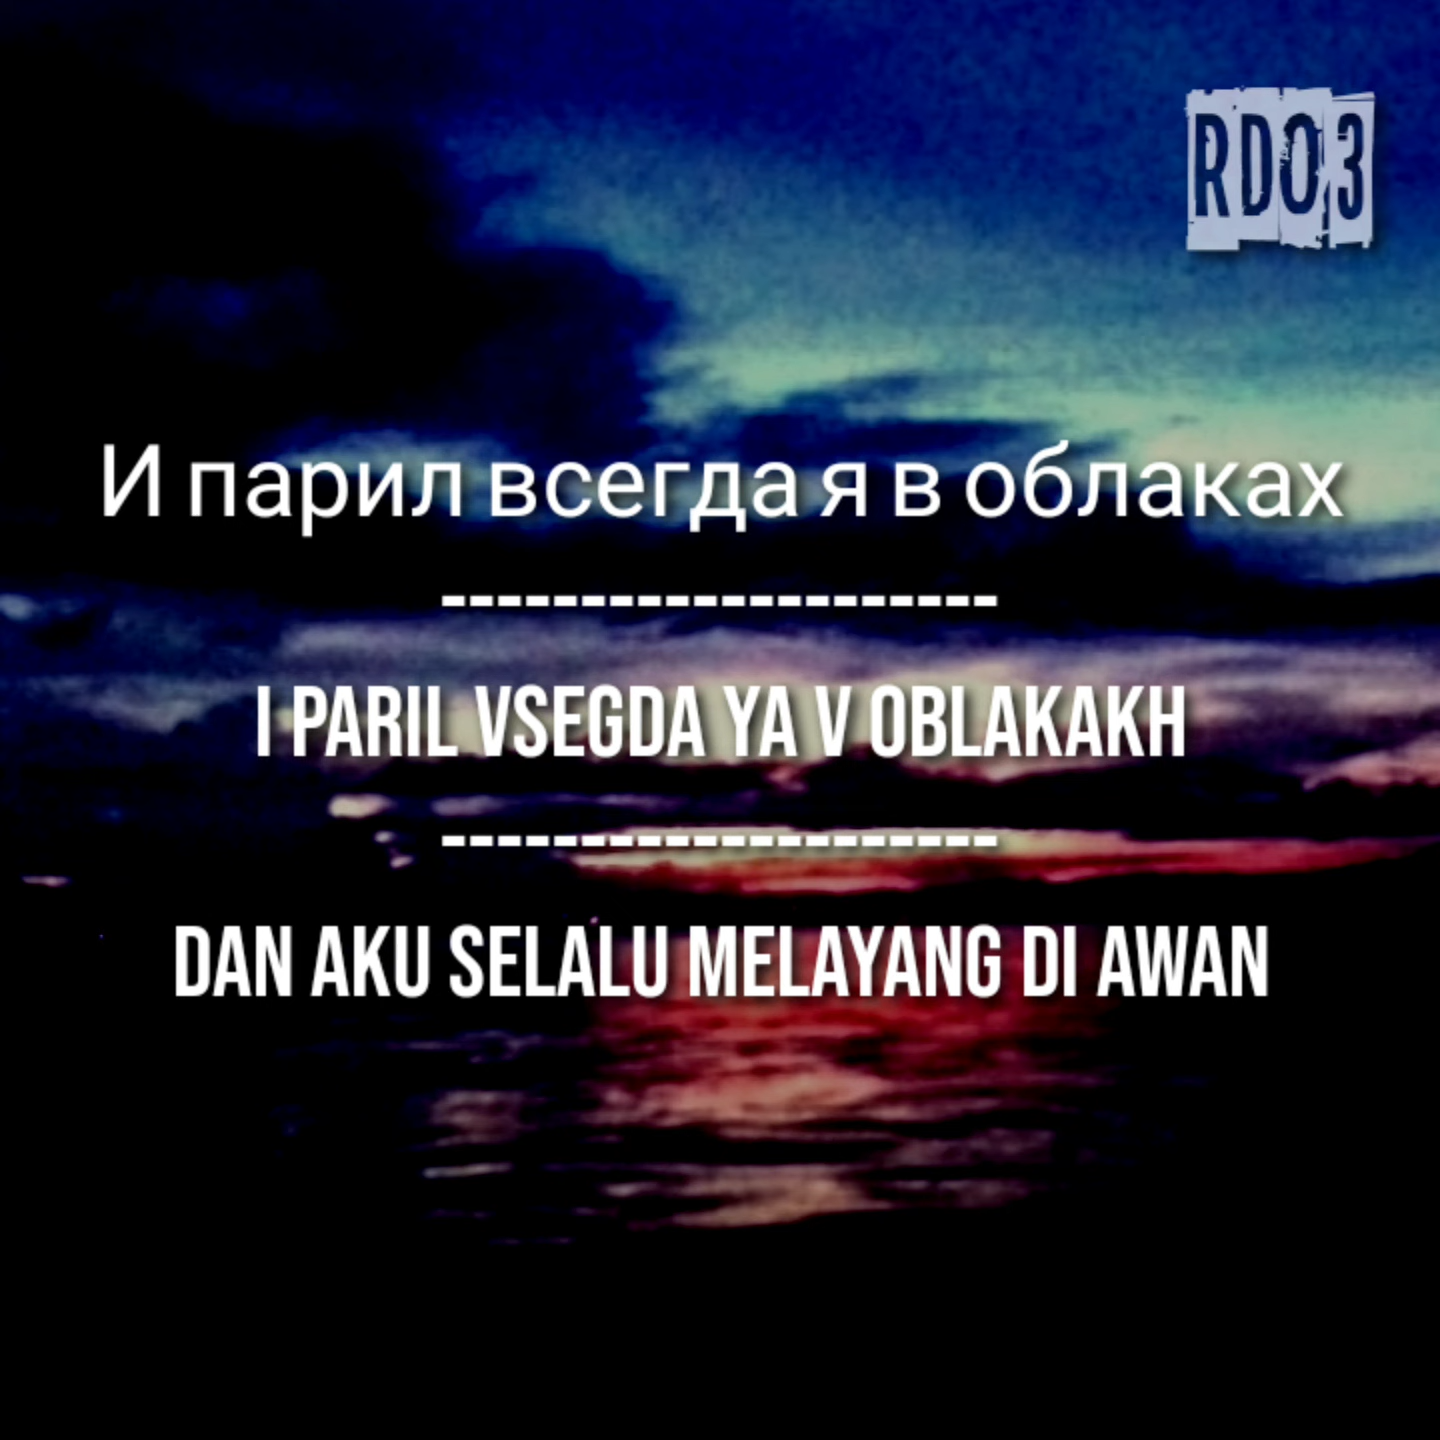 RDO3
И парил всегда я в облаках
--------------------
I PARIL VSEGDA YA V OBLAKAKH
--------------------
DAN AKU SELALU MELAYANG DI AWAN